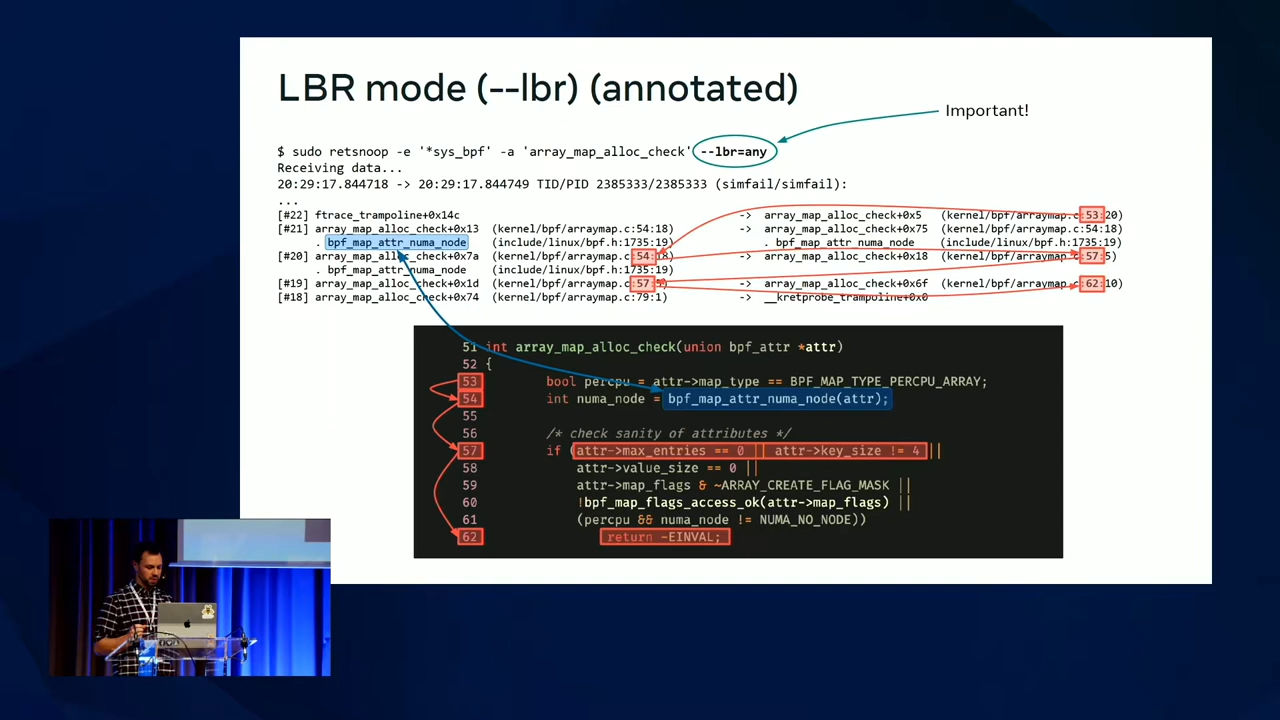 LBR mode (--lbr) (annotated)
Important!
$ sudo retsnoop -e '*sys_bpf' -a 'array_map_alloc_check' --lbr=any
Receiving data...
20:29:17.844718 -> 20:29:17.844749 TID/PID 2385333/2385333 (simfail/simfail):
...
[#22] ftrace_trampoline+0x14c -> array_map_alloc_check+0x5 (kernel/bpf/arraymap.c:53:20)
[#21] array_map_alloc_check+0x13 (kernel/bpf/arraymap.c:54:18) -> array_map_alloc_check+0x75 (kernel/bpf/arraymap.c:54:18)
. bpf_map_attr_numa_node (include/linux/bpf.h:1735:19) . bpf_map_attr_numa_node (include/linux/bpf.h:1735:19)
[#20] array_map_alloc_check+0x7a (kernel/bpf/arraymap.c:54:18) -> array_map_alloc_check+0x18 (kernel/bpf/arraymap.c:57:5)
. bpf_map_attr_numa_node (include/linux/bpf.h:1735:19)
[#19] array_map_alloc_check+0x1d (kernel/bpf/arraymap.c:57:5) -> array_map_alloc_check+0x6f (kernel/bpf/arraymap.c:62:10)
[#18] array_map_alloc_check+0x74 (kernel/bpf/arraymap.c:79:1) -> __kretprobe_trampoline+0x0
51 int array_map_alloc_check(union bpf_attr *attr)
52 {
53 bool percpu = attr->map_type == BPF_MAP_TYPE_PERCPU_ARRAY;
54 int numa_node = bpf_map_attr_numa_node(attr);
55
56 /* check sanity of attributes */
57 if (attr->max_entries == 0 || attr->key_size != 4 ||
58 attr->value_size == 0 ||
59 attr->map_flags & ~ARRAY_CREATE_FLAG_MASK ||
60 !bpf_map_flags_access_ok(attr->map_flags) ||
61 (percpu && numa_node != NUMA_NO_NODE))
62 return -EINVAL;